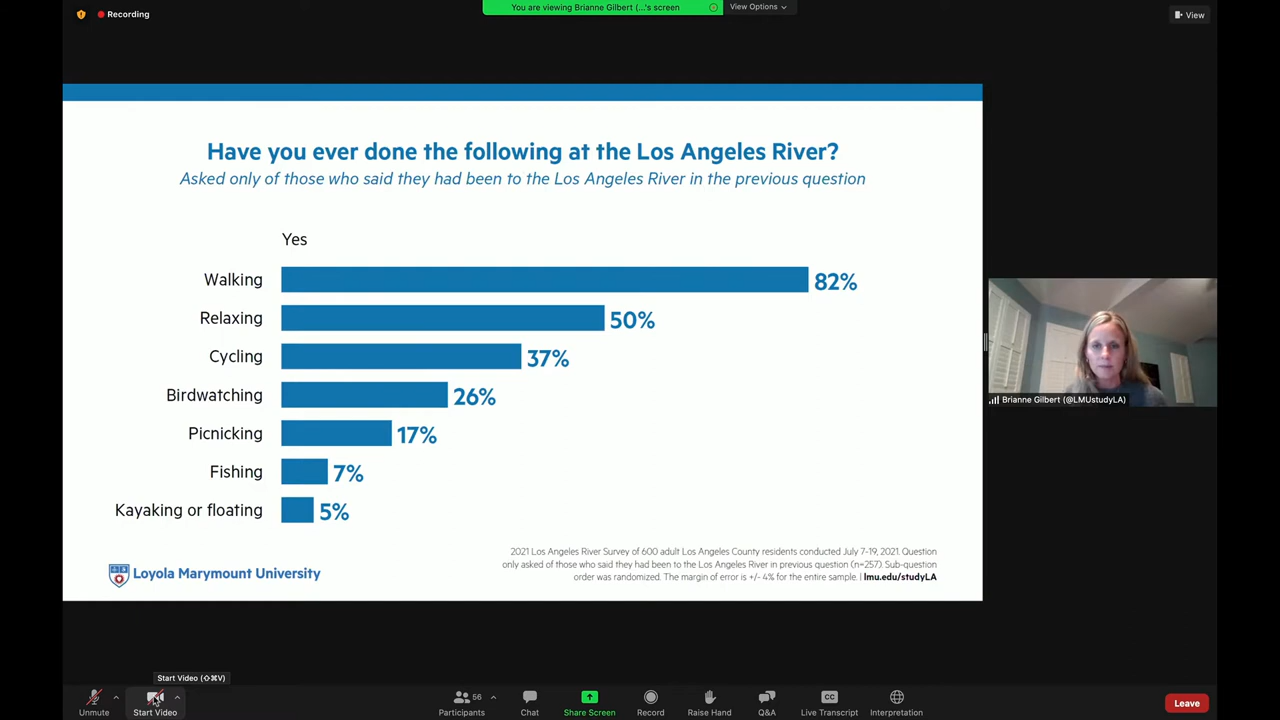 Recording
You are viewing Brianne Gilbert (...'s screen
View Options
View
Have you ever done the following at the Los Angeles River?
Asked only of those who said they had been to the Los Angeles River in the previous question
Yes
Walking 82%
Relaxing 50%
Cycling 37%
Birdwatching 26%
Picnicking 17%
Fishing 7%
Kayaking or floating 5%
2021 Los Angeles River Survey of 600 adult Los Angeles County residents conducted July 7-19, 2021. Question
only asked of those who said they had been to the Los Angeles River in previous question (n=257). Sub-question
order was randomized. The margin of error is +/- 4% for the entire sample. | lmu.edu/studyLA
Loyola Marymount University
Brianne Gilbert (@LMUstudyLA)
Start Video (⇧⌘V)
Unmute
Start Video
56
Participants
Chat
Share Screen
Record
Raise Hand
Q&A
CC
Live Transcript
Interpretation
Leave